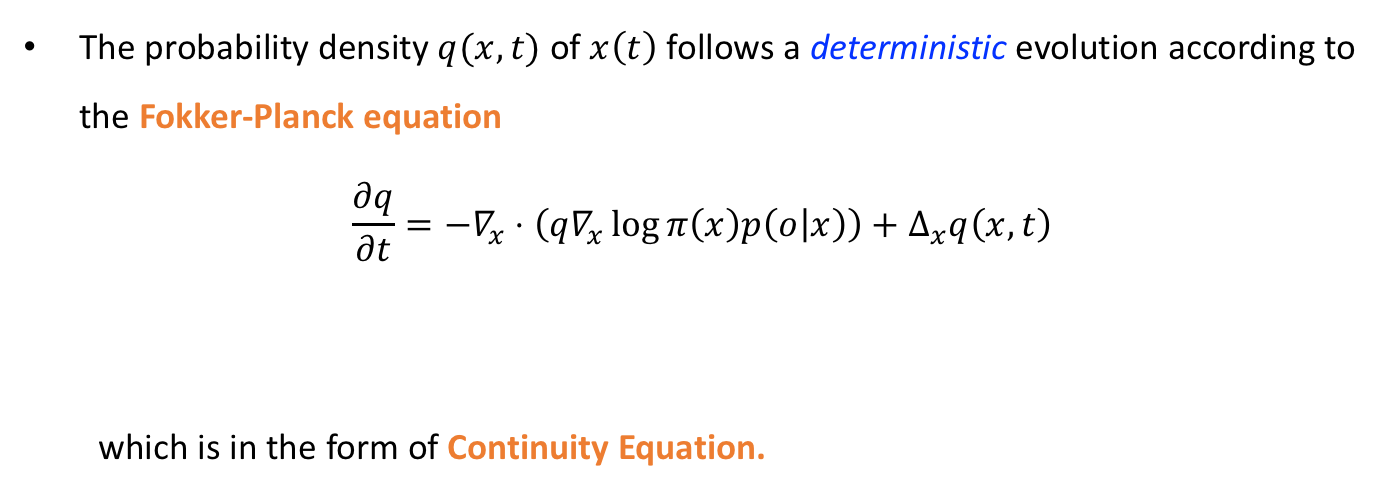 • The probability density q(x, t) of x(t) follows a deterministic evolution according to
the Fokker-Planck equation
∂q/∂t = −∇ₓ · (q∇ₓ log π(x)p(o|x)) + Δₓq(x, t)
which is in the form of Continuity Equation.